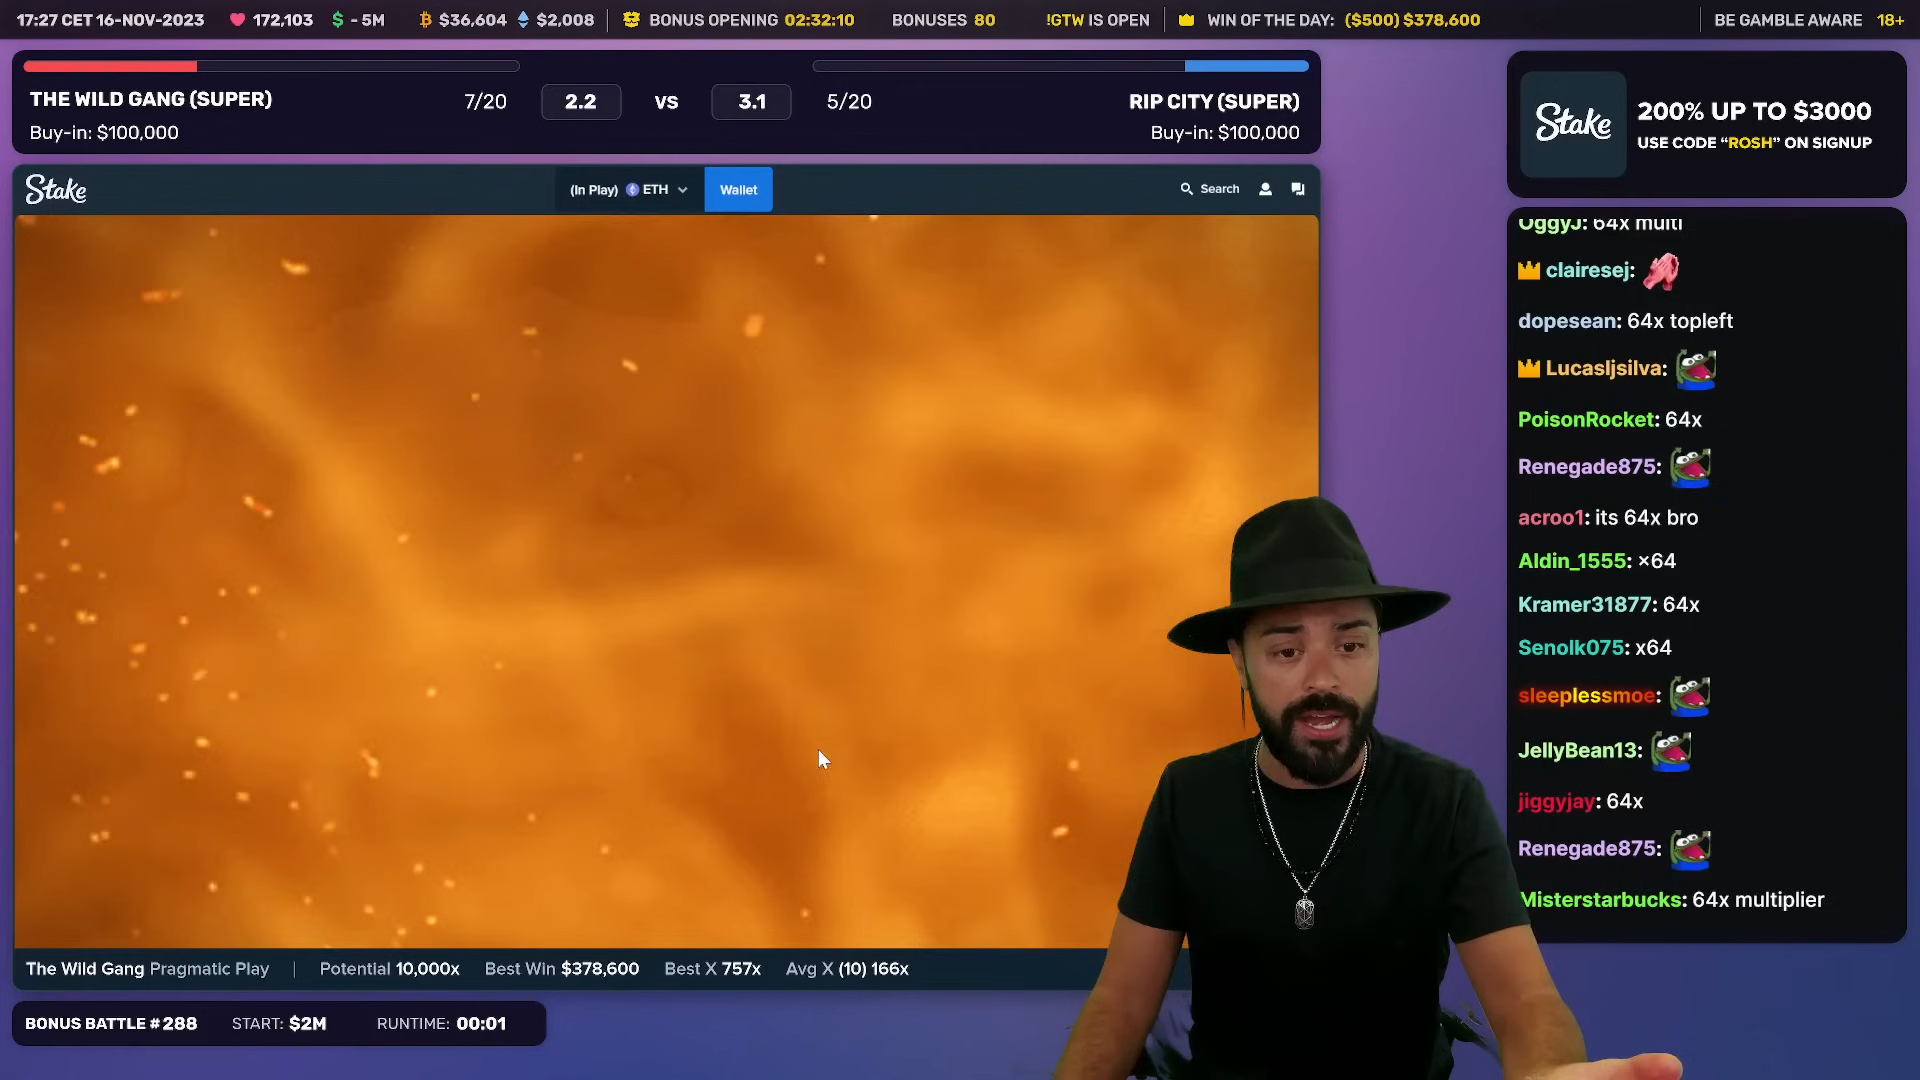 17:27 CET 16-NOV-2023 172,103 $ - 5M $36,604 $2,008 BONUS OPENING 02:32:10 BONUSES 80 !GTW IS OPEN WIN OF THE DAY: ($500) $378,600 BE GAMBLE AWARE 18+
THE WILD GANG (SUPER) 7/20 2.2 VS 3.1 5/20 RIP CITY (SUPER)
Buy-in: $100,000 Buy-in: $100,000
Stake 200% UP TO $3000
USE CODE “ROSH” ON SIGNUP
Stake (In Play) ETH Wallet Search
OggyJ: 64x multi
clairesej:
dopesean: 64x topleft
Lucasljsilva:
PoisonRocket: 64x
Renegade875:
acroo1: its 64x bro
Aldin_1555: ×64
Kramer31877: 64x
Senolk075: x64
sleeplessmoe:
JellyBean13:
jiggyjay: 64x
Renegade875:
Misterstarbucks: 64x multiplier
The Wild Gang Pragmatic Play Potential 10,000x Best Win $378,600 Best X 757x Avg X (10) 166x
BONUS BATTLE #288 START: $2M RUNTIME: 00:01